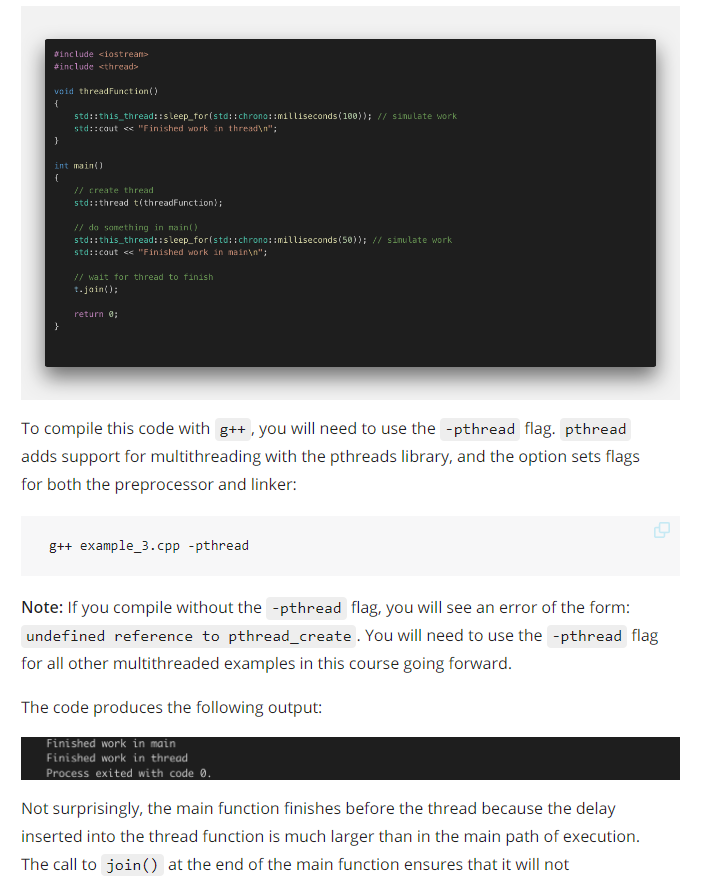 #include <iostream>
#include <thread>
void threadFunction()
{
std::this_thread::sleep_for(std::chrono::milliseconds(100)); // simulate work
std::cout << "Finished work in thread\n";
}
int main()
{
// create thread
std::thread t(threadFunction);
// do something in main()
std::this_thread::sleep_for(std::chrono::milliseconds(50)); // simulate work
std::cout << "Finished work in main\n";
// wait for thread to finish
t.join();
return 0;
}
To compile this code with g++, you will need to use the -pthread flag. pthread
adds support for multithreading with the pthreads library, and the option sets flags
for both the preprocessor and linker:
g++ example_3.cpp -pthread
Note: If you compile without the -pthread flag, you will see an error of the form:
undefined reference to pthread_create. You will need to use the -pthread flag
for all other multithreaded examples in this course going forward.
The code produces the following output:
Finished work in main
Finished work in thread
Process exited with code 0.
Not surprisingly, the main function finishes before the thread because the delay
inserted into the thread function is much larger than in the main path of execution.
The call to join() at the end of the main function ensures that it will not